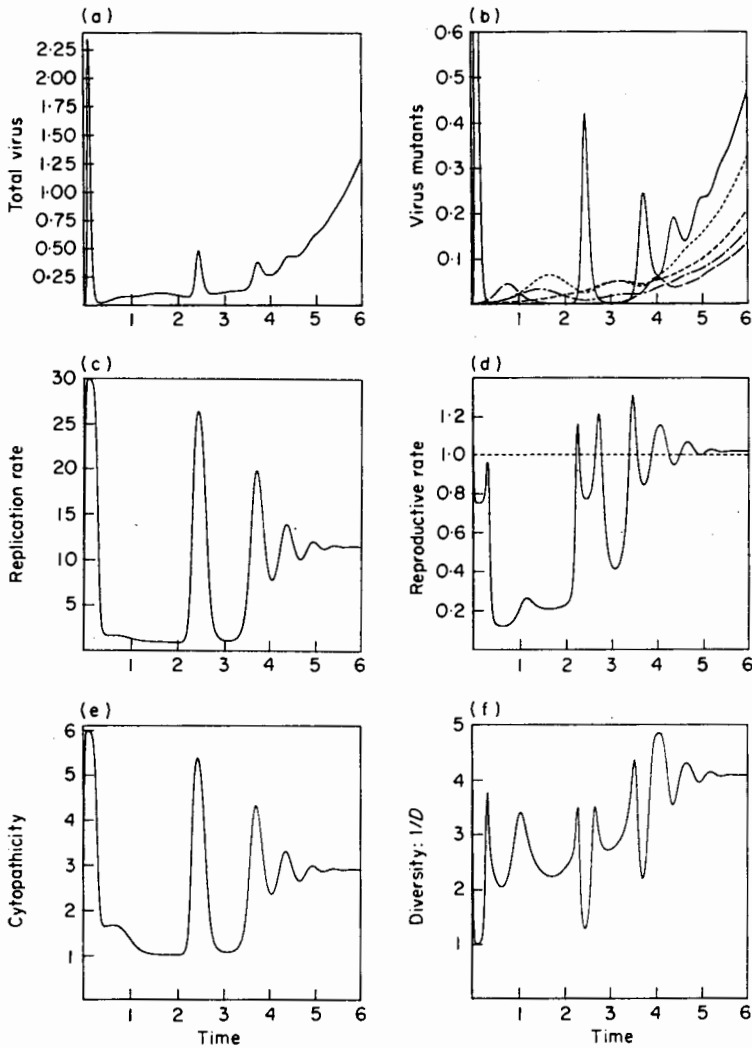 (a)
2·25
2·00
1·75
1·50
1·25
1·00
0·75
0·50
0·25
Total virus
1 2 3 4 5 6
(b)
0·6
0·5
0·4
0·3
0·2
0·1
Virus mutants
1 2 3 4 5 6
(c)
30
25
20
15
10
5
Replication rate
1 2 3 4 5 6
(d)
1·2
1·0
0·8
0·6
0·4
0·2
Reproductive rate
1 2 3 4 5 6
(e)
6
5
4
3
2
1
Cytopathicity
1 2 3 4 5 6
Time
(f)
5
4
3
2
1
Diversity: 1/D
1 2 3 4 5 6
Time